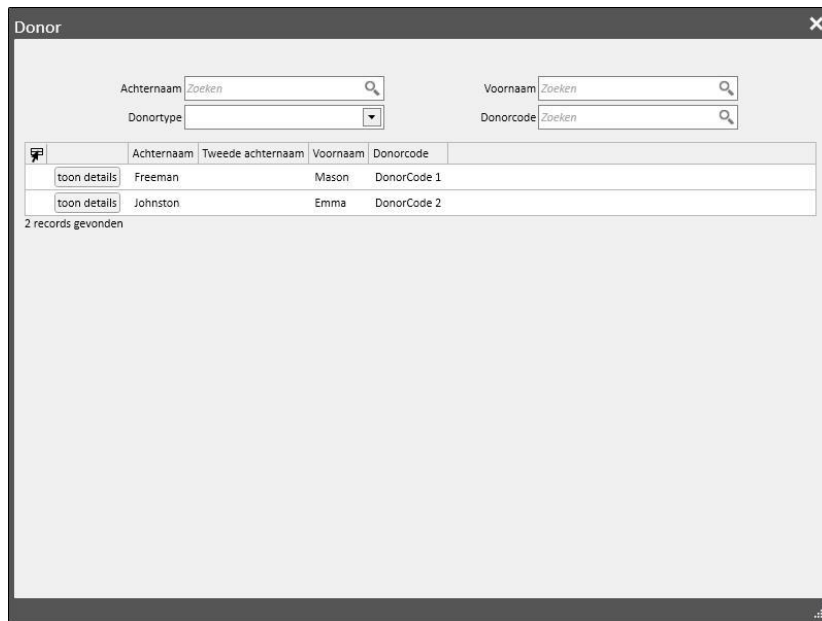 Donor
Achternaam Zoeken Voornaam Zoeken
Donortype Donorcode Zoeken
Achternaam Tweede achternaam Voornaam Donorcode
toon details Freeman Mason DonorCode 1
toon details Johnston Emma DonorCode 2
2 records gevonden